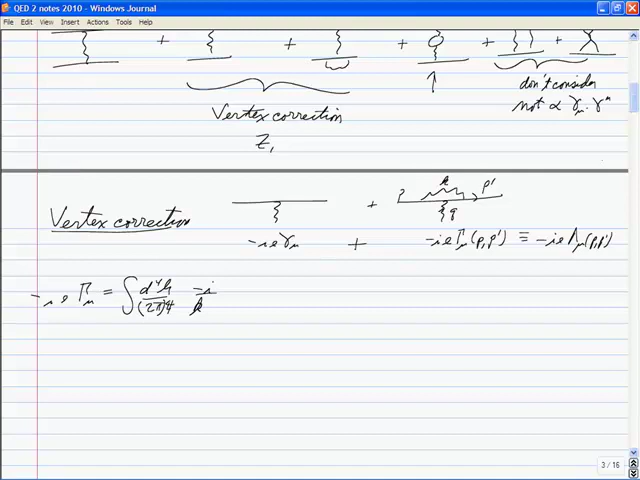 QED 2 notes 2010 - Windows Journal
File Edit View Insert Actions Tools Help
+ + + + +
don't consider
not ∝ γμ·γ^μ
Vertex correction
Z₁
Vertex correction
+ p k p' q
-ieγμ + -ieΓμ(p,p') ≡ -ieΛμ(p,p')
-ieΓμ = ∫ d⁴k/(2π)⁴ -i/k
3 / 16